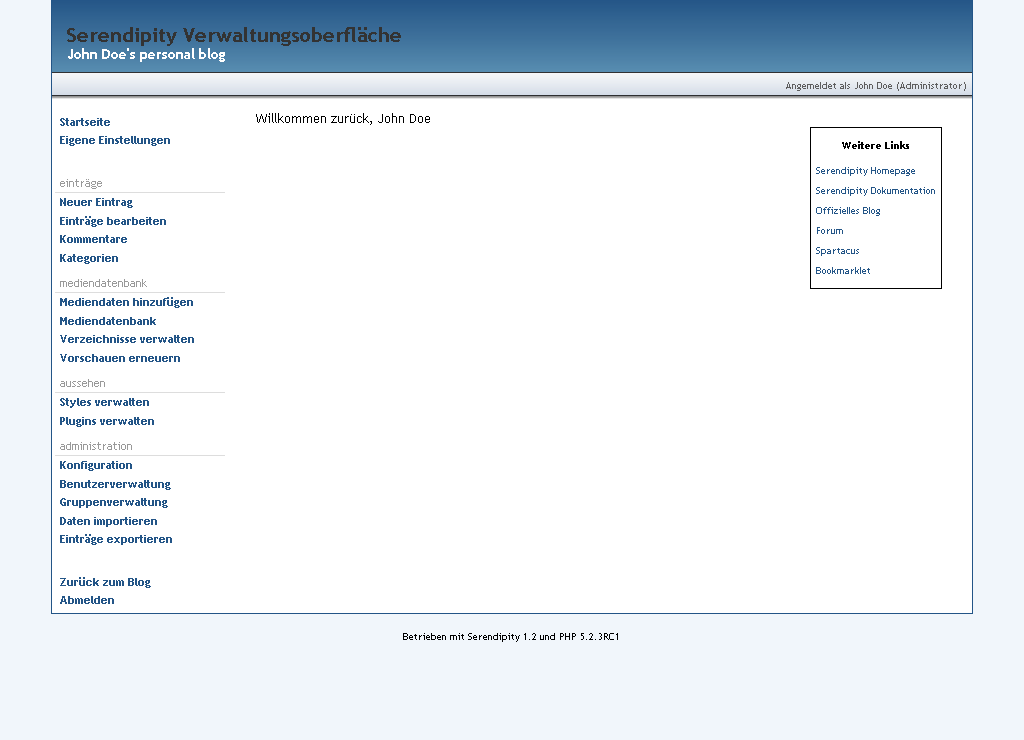 Serendipity Verwaltungsoberfläche
John Doe's personal blog
Angemeldet als John Doe (Administrator)
Startseite
Eigene Einstellungen
einträge
Neuer Eintrag
Einträge bearbeiten
Kommentare
Kategorien
mediendatenbank
Mediendaten hinzufügen
Mediendatenbank
Verzeichnisse verwalten
Vorschauen erneuern
aussehen
Styles verwalten
Plugins verwalten
administration
Konfiguration
Benutzerverwaltung
Gruppenverwaltung
Daten importieren
Einträge exportieren
Zurück zum Blog
Abmelden
Willkommen zurück, John Doe
Weitere Links
Serendipity Homepage
Serendipity Dokumentation
Offizielles Blog
Forum
Spartacus
Bookmarklet
Betrieben mit Serendipity 1.2 und PHP 5.2.3RC1